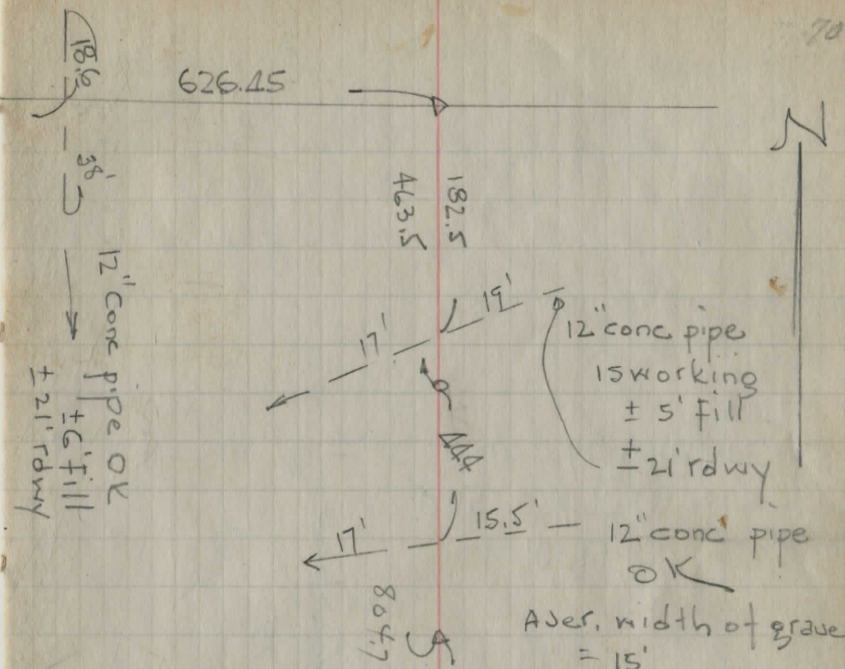 70
626.45
18.6
38'
12" Conc pipe OK
± 6' fill
± 21' rdwy
182.5
463.5
N
19'
17'
12" conc pipe
is working
± 5' fill
± 21' rdwy
444
17'
15.5'
12" conc pipe
OK
804.7
Aver. width of grave
= 15'